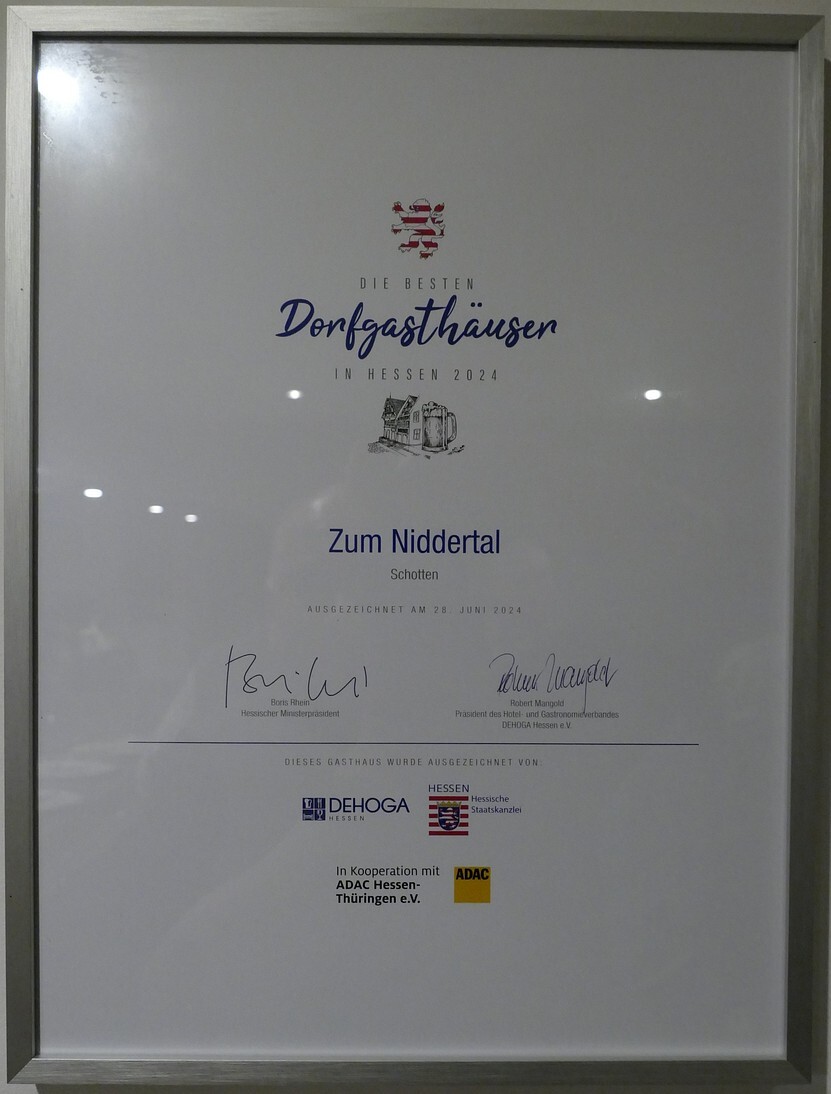 DIE BESTEN
Dorfgasthäuser
IN HESSEN 2024
Zum Niddertal
Schotten
AUSGEZEICHNET AM 28. JUNI 2024
Boris Rhein
Hessischer Ministerpräsident
Robert Mangold
Präsident des Hotel- und Gastronomieverbandes
DEHOGA Hessen e.V.
DIESES GASTHAUS WURDE AUSGEZEICHNET VON:
DEHOGA
HESSEN
HESSEN
Hessische
Staatskanzlei
In Kooperation mit
ADAC Hessen-
Thüringen e.V.
ADAC